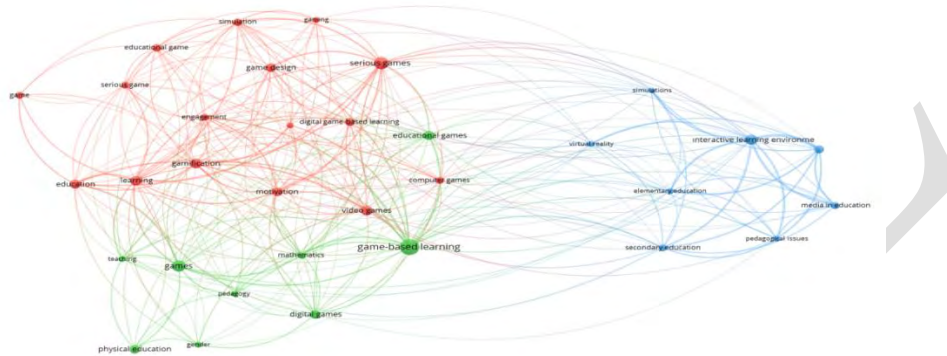 simulation
gaming
educational game
game design
serious games
serious game
game
simulations
engagement
digital game-based learning
educational games
virtual reality
interactive learning environme
gamification
education
learning
motivation
computer games
elementary education
media in education
video games
game-based learning
secondary education
pedagogical issues
teaching
games
mathematics
pedagogy
digital games
physical education
gender